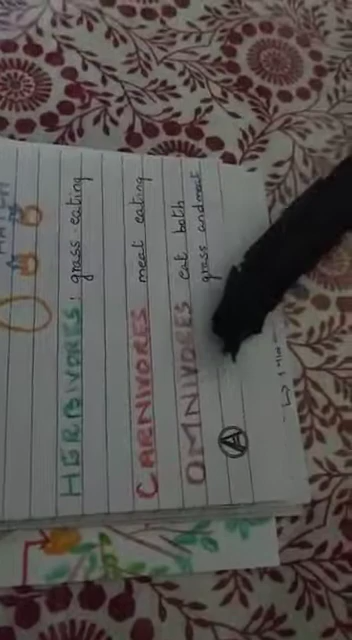 HERBIVORES: grass-eating
CARNIVORES meat eating
OMNIVORES eat both
grass and meat
A